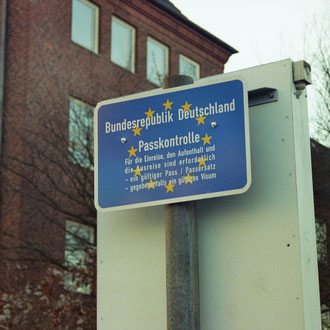 Bundesrepublik Deutschland
Passkontrolle
Für die Einreise, den Aufenthalt und
die Ausreise sind erforderlich
- ein gültiger Pass / Passersatz
- gegebenenfalls ein gültiges Visum